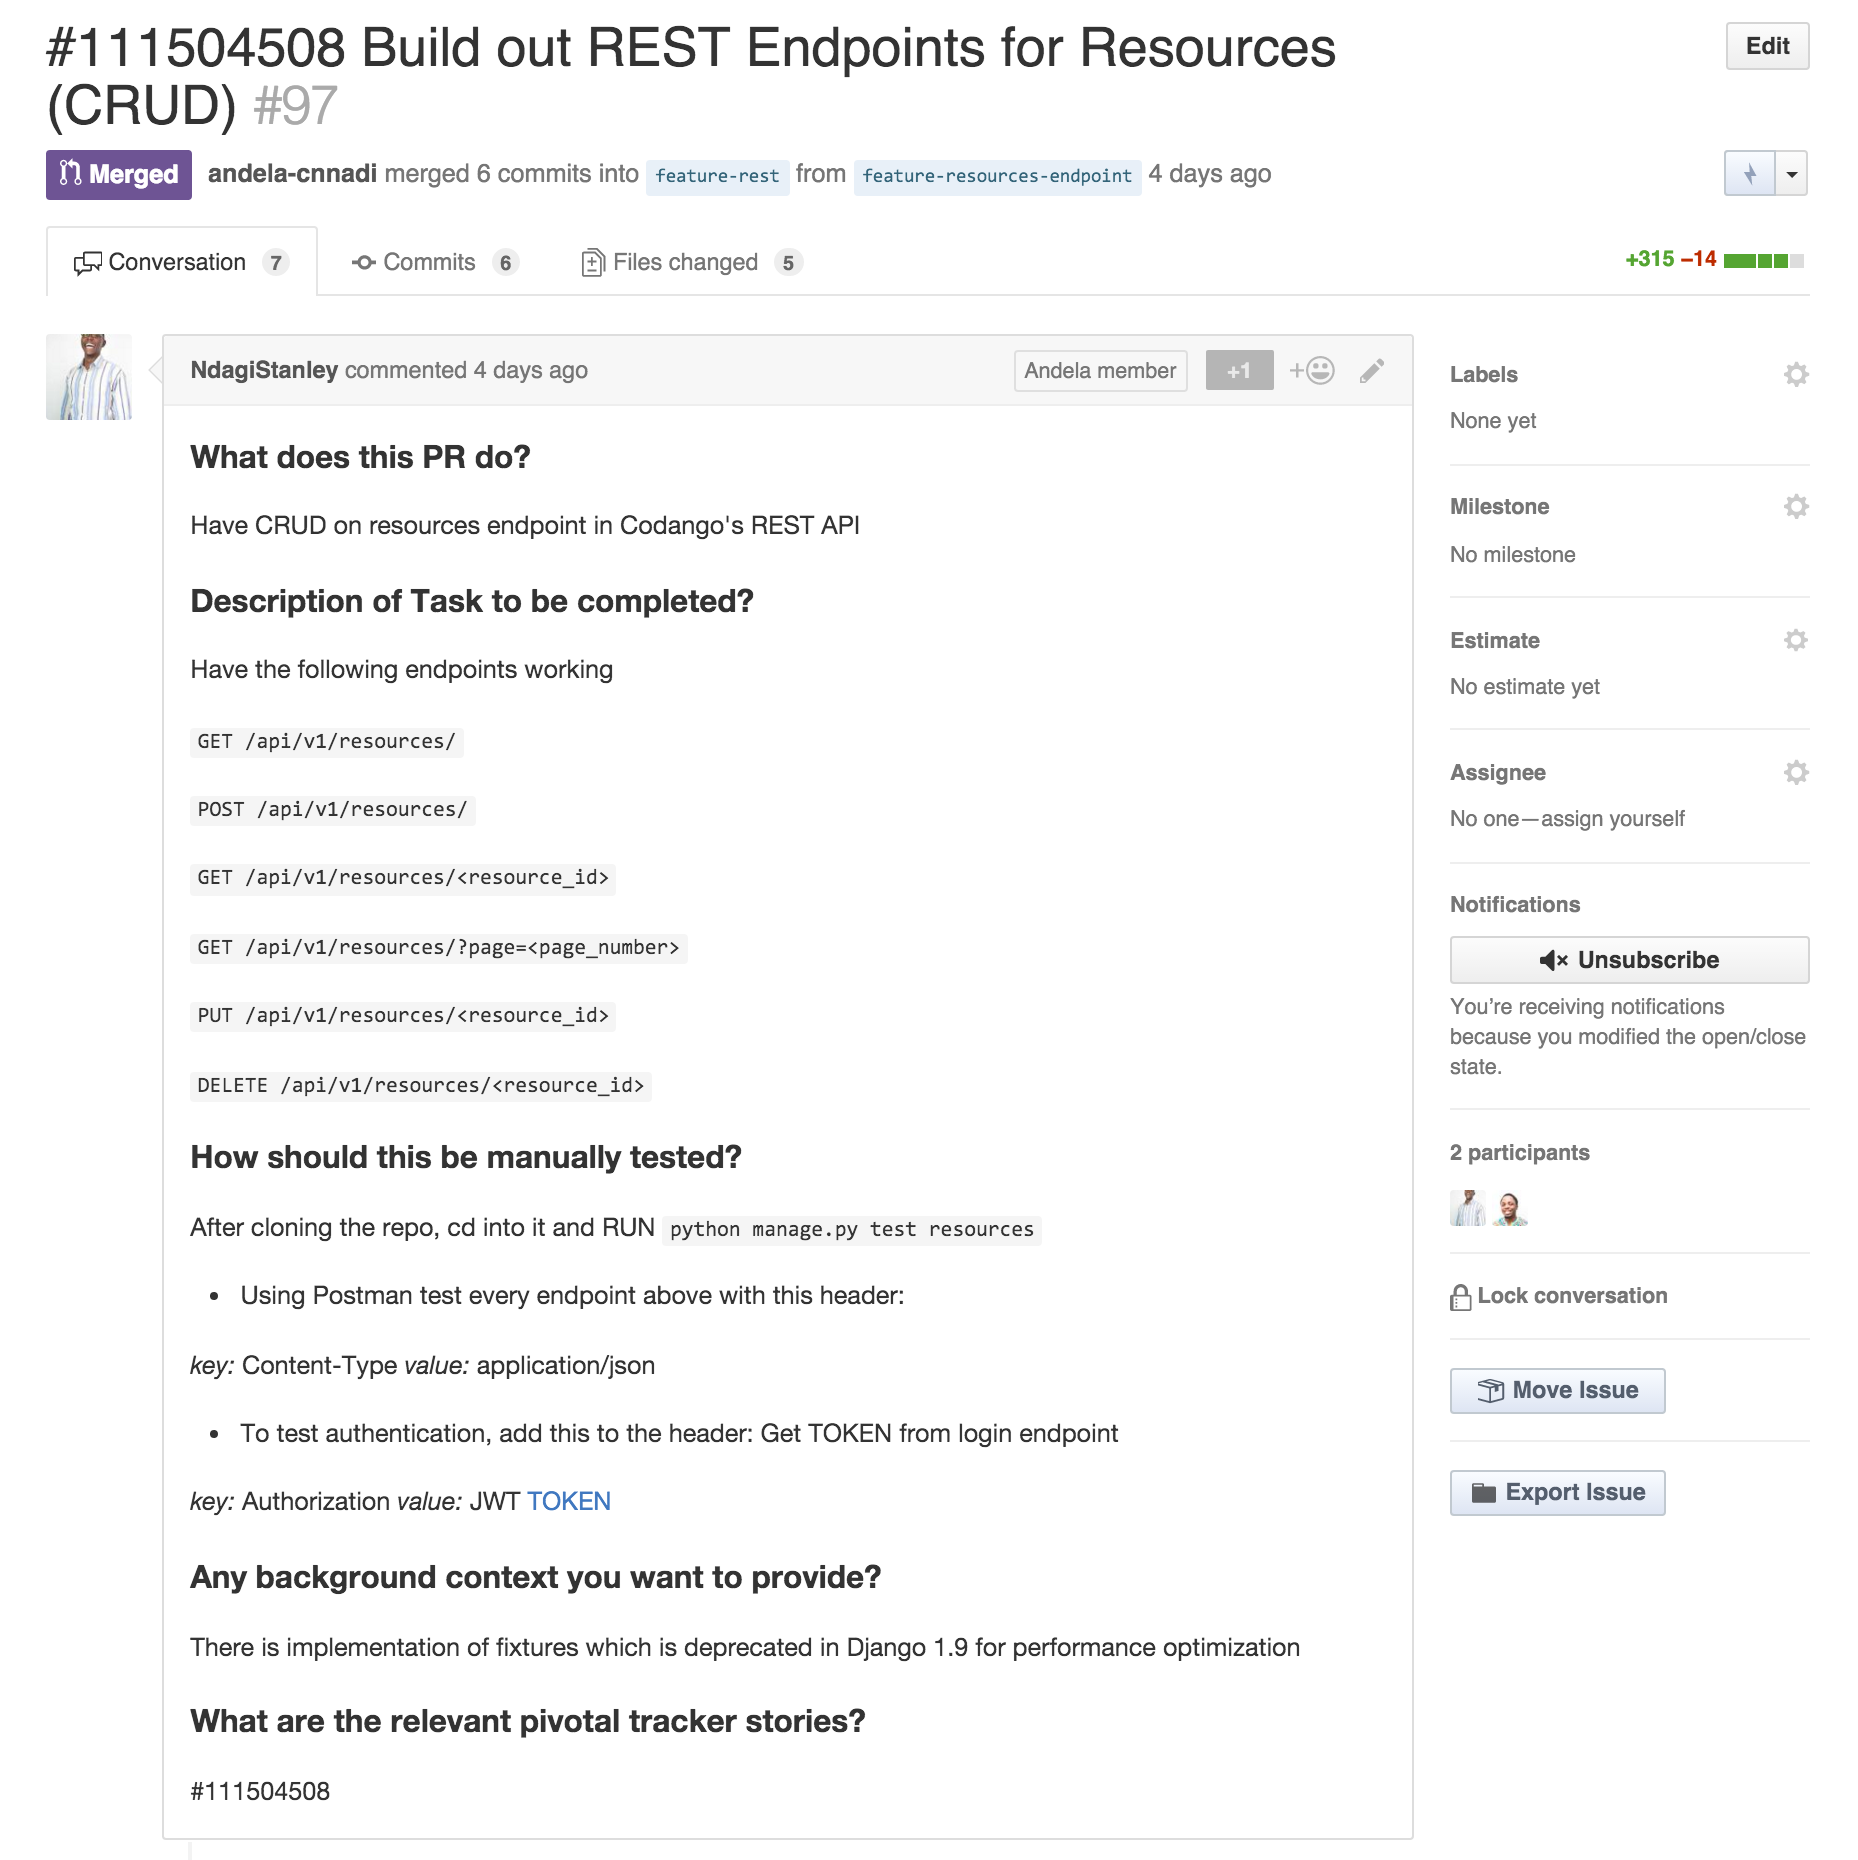 #111504508 Build out REST Endpoints for Resources
(CRUD) #97
Edit
Merged andela-cnnadi merged 6 commits into feature-rest from feature-resources-endpoint 4 days ago
Conversation 7 Commits 6 Files changed 5 +315 −14
NdagiStanley commented 4 days ago Andela member +1 +
What does this PR do?
Have CRUD on resources endpoint in Codango's REST API
Description of Task to be completed?
Have the following endpoints working
GET /api/v1/resources/
POST /api/v1/resources/
GET /api/v1/resources/<resource_id>
GET /api/v1/resources/?page=<page_number>
PUT /api/v1/resources/<resource_id>
DELETE /api/v1/resources/<resource_id>
How should this be manually tested?
After cloning the repo, cd into it and RUN python manage.py test resources
• Using Postman test every endpoint above with this header:
key: Content-Type value: application/json
• To test authentication, add this to the header: Get TOKEN from login endpoint
key: Authorization value: JWT TOKEN
Any background context you want to provide?
There is implementation of fixtures which is deprecated in Django 1.9 for performance optimization
What are the relevant pivotal tracker stories?
#111504508
Labels
None yet
Milestone
No milestone
Estimate
No estimate yet
Assignee
No one—assign yourself
Notifications
Unsubscribe
You’re receiving notifications
because you modified the open/close
state.
2 participants
Lock conversation
Move Issue
Export Issue